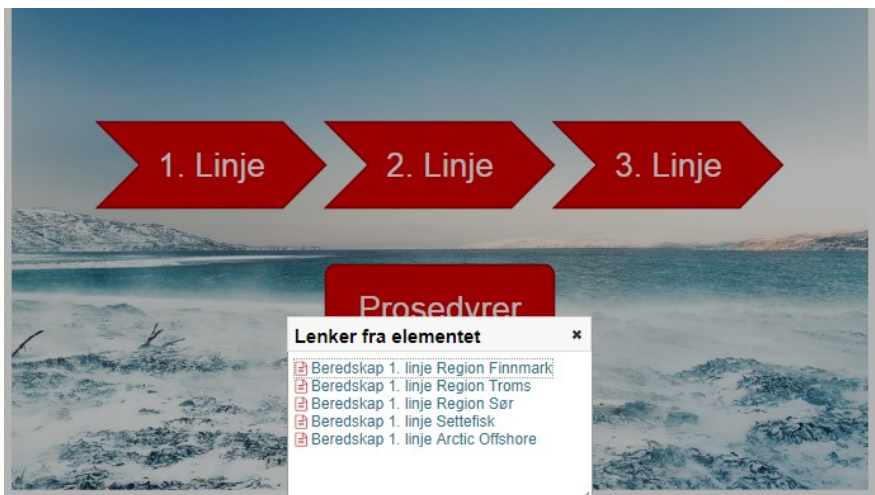 1. Linje
2. Linje
3. Linje
Prosedyrer
Lenker fra elementet
Beredskap 1. linje Region Finnmark
Beredskap 1. linje Region Troms
Beredskap 1. linje Region Sør
Beredskap 1. linje Settefisk
Beredskap 1. linje Arctic Offshore